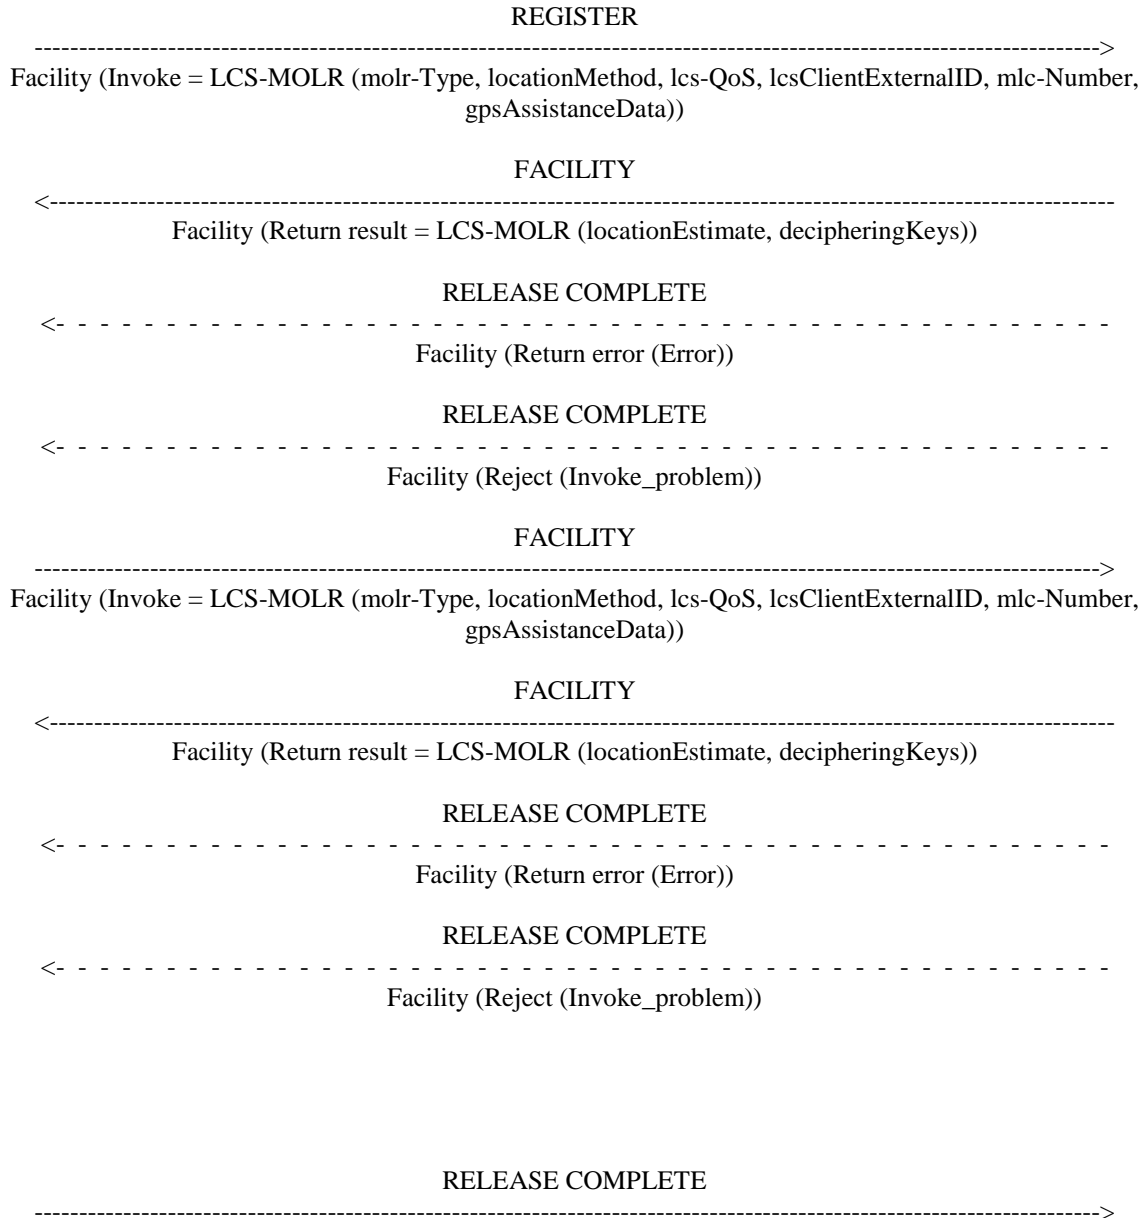 REGISTER
------------------------------------------------------------------------------------------------------------------------>
Facility (Invoke = LCS-MOLR (molr-Type, locationMethod, lcs-QoS, lcsClientExternalID, mlc-Number,
gpsAssistanceData))
FACILITY
<------------------------------------------------------------------------------------------------------------------------
Facility (Return result = LCS-MOLR (locationEstimate, decipheringKeys))
RELEASE COMPLETE
<- - - - - - - - - - - - - - - - - - - - - - - - - - - - - - - - - - - - - - - - - - - - - - - -
Facility (Return error (Error))
RELEASE COMPLETE
<- - - - - - - - - - - - - - - - - - - - - - - - - - - - - - - - - - - - - - - - - - - - - - - -
Facility (Reject (Invoke_problem))
FACILITY
------------------------------------------------------------------------------------------------------------------------>
Facility (Invoke = LCS-MOLR (molr-Type, locationMethod, lcs-QoS, lcsClientExternalID, mlc-Number,
gpsAssistanceData))
FACILITY
<------------------------------------------------------------------------------------------------------------------------
Facility (Return result = LCS-MOLR (locationEstimate, decipheringKeys))
RELEASE COMPLETE
<- - - - - - - - - - - - - - - - - - - - - - - - - - - - - - - - - - - - - - - - - - - - - - - -
Facility (Return error (Error))
RELEASE COMPLETE
<- - - - - - - - - - - - - - - - - - - - - - - - - - - - - - - - - - - - - - - - - - - - - - - -
Facility (Reject (Invoke_problem))
RELEASE COMPLETE
------------------------------------------------------------------------------------------------------------------------>